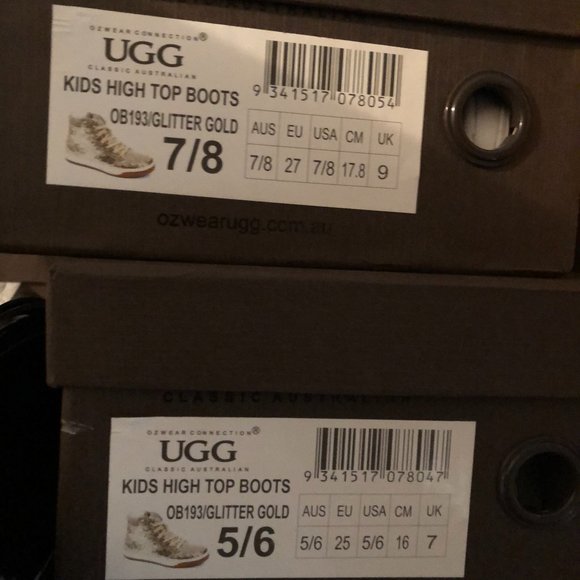 OZWEAR CONNECTION®
UGG
CLASSIC AUSTRALIAN
KIDS HIGH TOP BOOTS
OB193/GLITTER GOLD
7/8
9 341517 078054
AUS EU USA CM UK
7/8 27 7/8 17.8 9
ozwearugg.com.au
CLASSIC AUSTRALIAN
OZWEAR CONNECTION®
UGG
CLASSIC AUSTRALIAN
KIDS HIGH TOP BOOTS
OB193/GLITTER GOLD
5/6
9 341517 078047
AUS EU USA CM UK
5/6 25 5/6 16 7